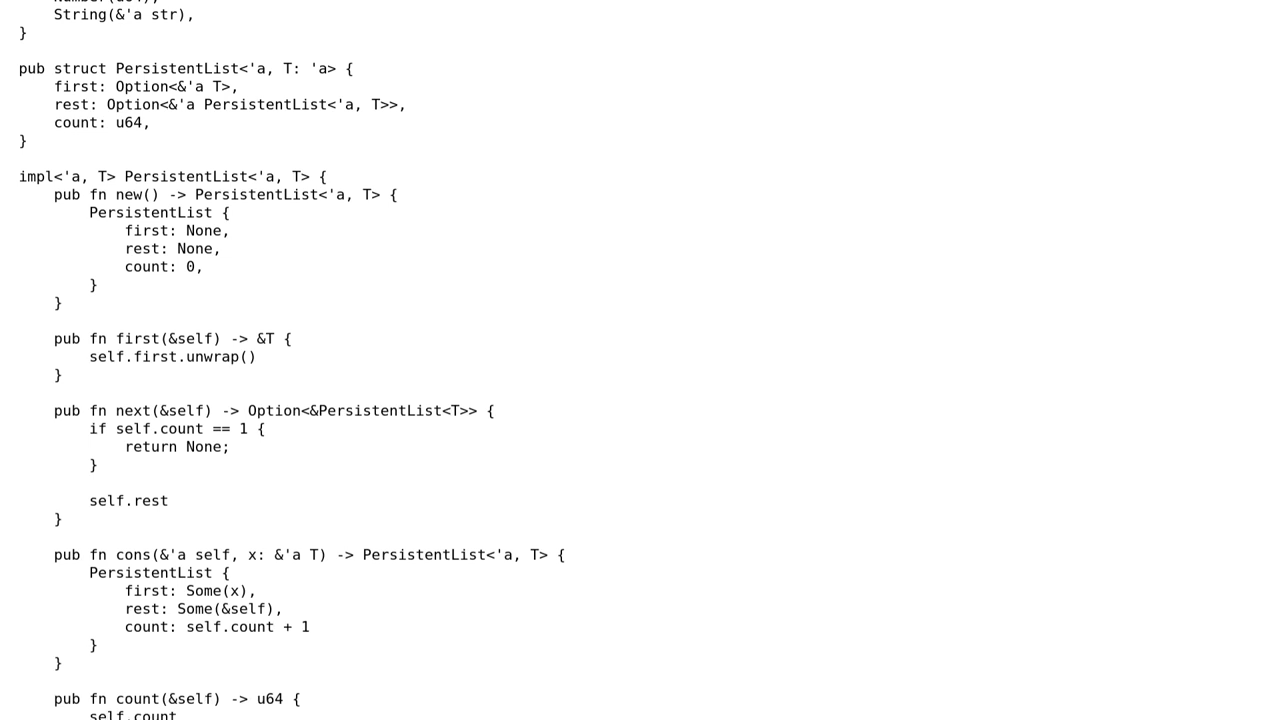 String(&'a str),
}
pub struct PersistentList<'a, T: 'a> {
first: Option<&'a T>,
rest: Option<&'a PersistentList<'a, T>>,
count: u64,
}
impl<'a, T> PersistentList<'a, T> {
pub fn new() -> PersistentList<'a, T> {
PersistentList {
first: None,
rest: None,
count: 0,
}
}
pub fn first(&self) -> &T {
self.first.unwrap()
}
pub fn next(&self) -> Option<&PersistentList<T>> {
if self.count == 1 {
return None;
}
self.rest
}
pub fn cons(&'a self, x: &'a T) -> PersistentList<'a, T> {
PersistentList {
first: Some(x),
rest: Some(&self),
count: self.count + 1
}
}
pub fn count(&self) -> u64 {
self.count